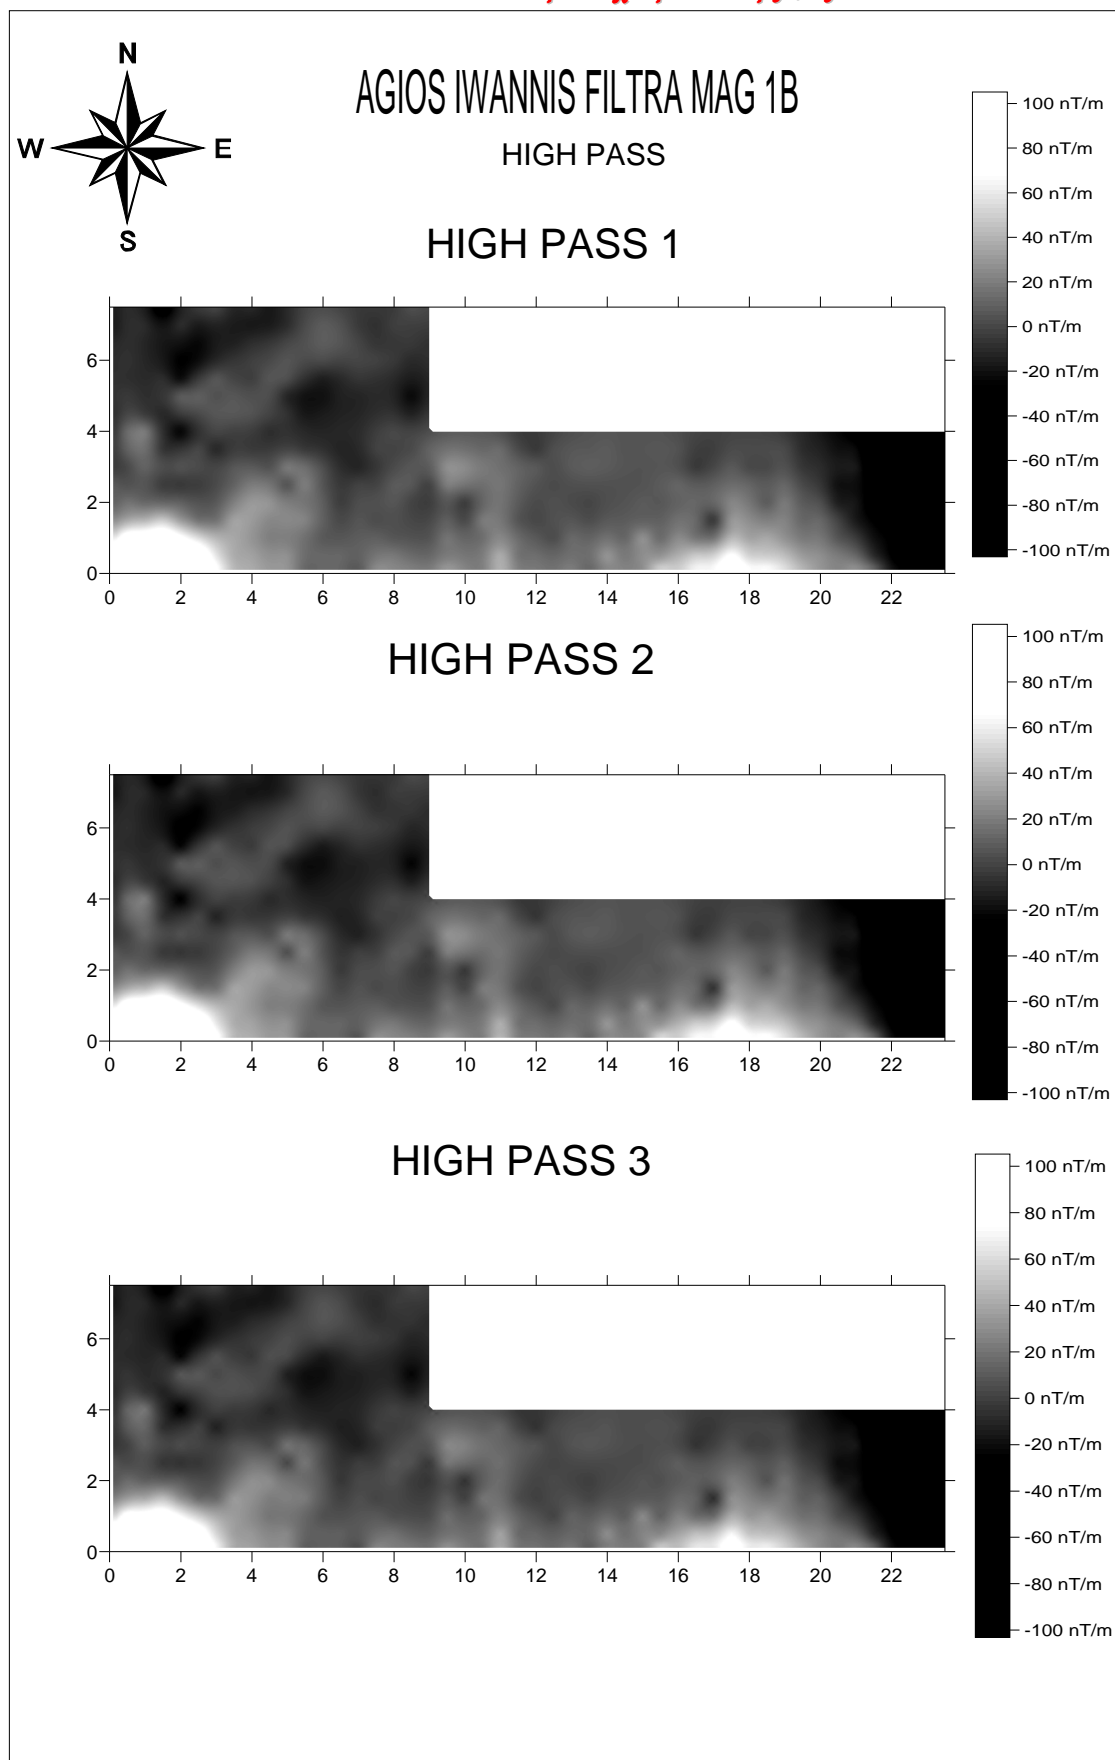 N
AGIOS IWANNIS FILTRA MAG 1B
W E
HIGH PASS
S
HIGH PASS 1
100 nT/m
80 nT/m
60 nT/m
40 nT/m
20 nT/m
0 nT/m
-20 nT/m
-40 nT/m
-60 nT/m
-80 nT/m
-100 nT/m
6
4
2
0
0 2 4 6 8 10 12 14 16 18 20 22
HIGH PASS 2
100 nT/m
80 nT/m
60 nT/m
40 nT/m
20 nT/m
0 nT/m
-20 nT/m
-40 nT/m
-60 nT/m
-80 nT/m
-100 nT/m
6
4
2
0
0 2 4 6 8 10 12 14 16 18 20 22
HIGH PASS 3
100 nT/m
80 nT/m
60 nT/m
40 nT/m
20 nT/m
0 nT/m
-20 nT/m
-40 nT/m
-60 nT/m
-80 nT/m
-100 nT/m
6
4
2
0
0 2 4 6 8 10 12 14 16 18 20 22